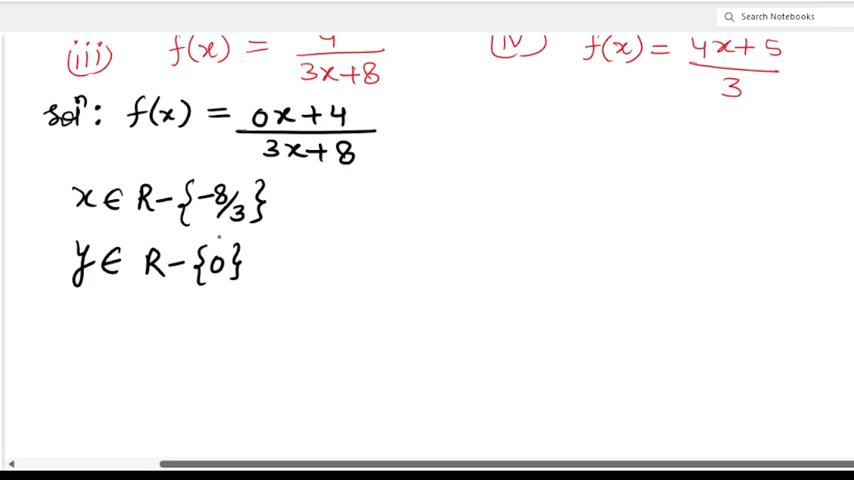 Search Notebooks
(iii) f(x) = 4/3x+8
(iv) f(x) = 4x+5/3
Solⁿ: f(x) = 0x+4/3x+8
x ∈ R-{-8/3}
y ∈ R-{0}